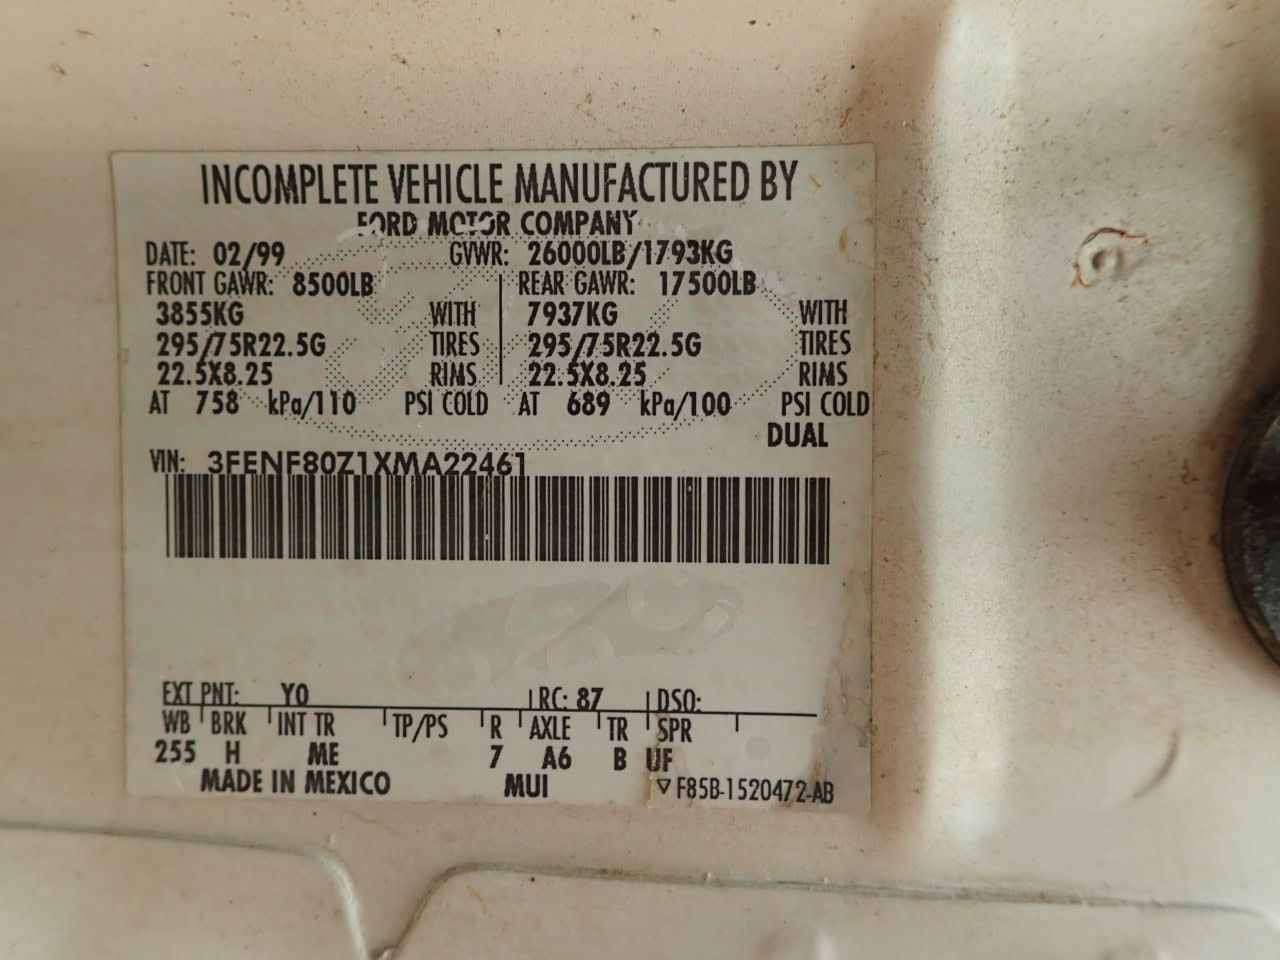 INCOMPLETE VEHICLE MANUFACTURED BY
FORD MOTOR COMPANY
DATE: 02/99 GVWR: 26000LB/1793KG
FRONT GAWR: 8500LB REAR GAWR: 17500LB
3855KG WITH 7937KG WITH
295/75R22.5G TIRES 295/75R22.5G TIRES
22.5X8.25 RIMS 22.5X8.25 RIMS
AT 758 kPa/110 PSI COLD AT 689 kPa/100 PSI COLD
DUAL
VIN: 3FENF80Z1XMA22461
EXT PNT: Y0 RC: 87 DSO:
WB BRK INT TR TP/PS R AXLE TR SPR
255 H ME 7 A6 B UF
MADE IN MEXICO MUI ▽ F85B-1520472-AB